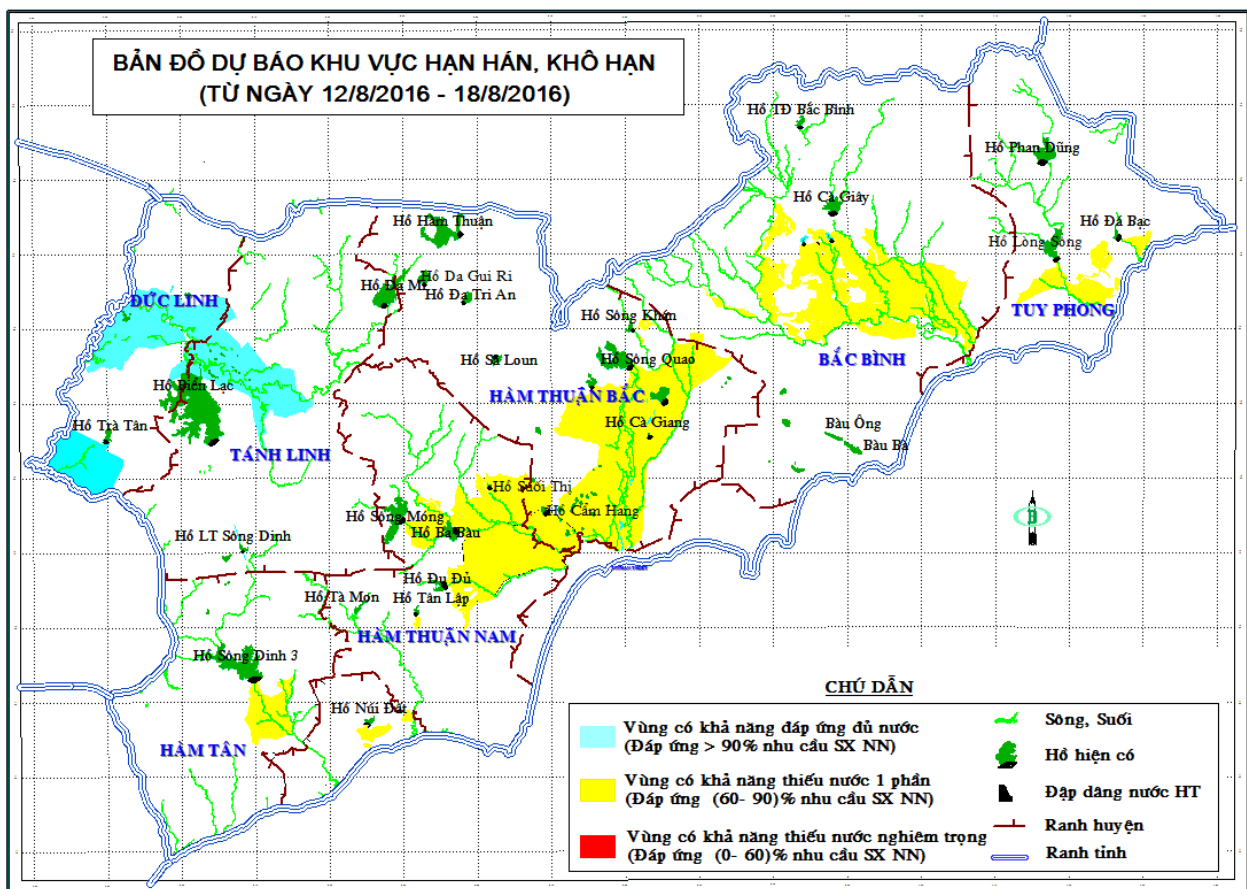 BẢN ĐỒ DỰ BÁO KHU VỰC HẠN HÁN, KHÔ HẠN
(TỪ NGÀY 12/8/2016 - 18/8/2016)
Hồ TĐ Bắc Bình
Hồ Phan Dũng
Hồ Cà Giây
Hồ Đá Bạc
Hồ Lòng Sông
Hồ Hàm Thuận
Hồ Da Gui Ri
Hồ Đa Mi
Hồ Đa Tri An
ĐỨC LINH
TUY PHONG
Hồ Sông Khán
BẮC BÌNH
Hồ Sa Loun
Hồ Sông Quao
Hồ Biển Lạc
HÀM THUẬN BẮC
Hồ Trà Tân
Hồ Cà Giang
Bàu Ông
Bàu Bà
TÁNH LINH
Hồ Suối Thị
Hồ Sông Móng
Hồ Cẩm Hang
Hồ Ba Bàu
Hồ LT Sông Dinh
Hồ Đu Đủ
Hồ Tà Mon
Hồ Tân Lập
HÀM THUẬN NAM
Hồ Sông Dinh 3
Hồ Núi Đất
HÀM TÂN
CHÚ DẪN
Vùng có khả năng đáp ứng đủ nước
(Đáp ứng > 90% nhu cầu SX NN)
Vùng có khả năng thiếu nước 1 phần
(Đáp ứng (60- 90)% nhu cầu SX NN)
Vùng có khả năng thiếu nước nghiêm trọng
(Đáp ứng (0- 60)% nhu cầu SX NN)
Sông, Suối
Hồ hiện có
Đập dâng nước HT
Ranh huyện
Ranh tỉnh